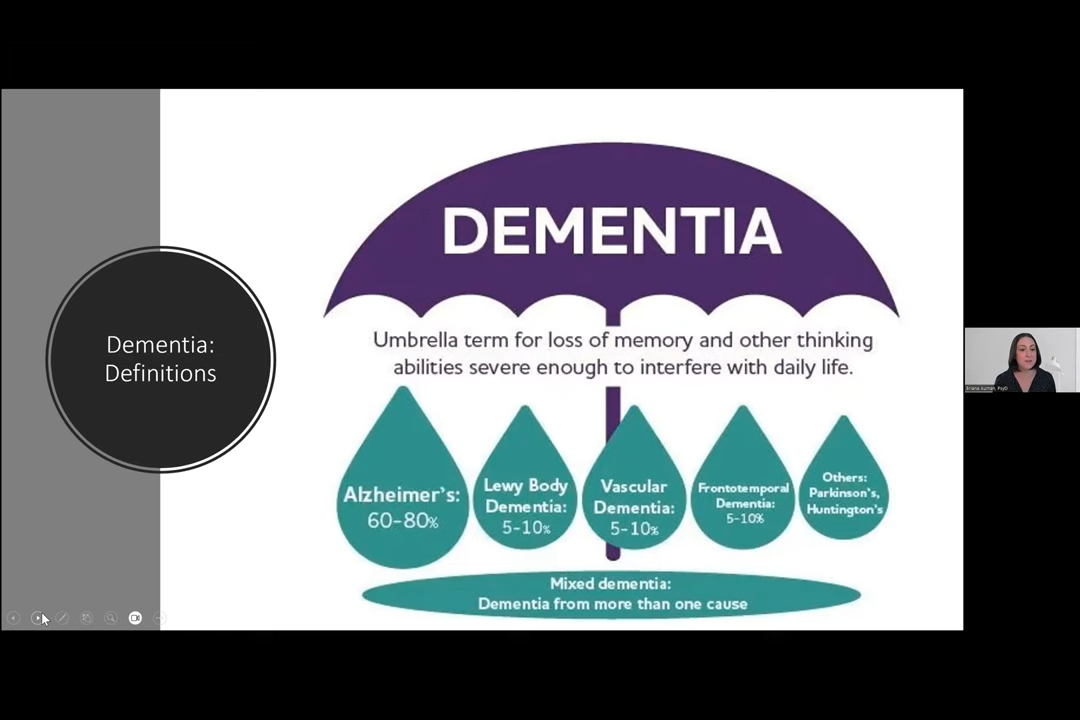 Dementia:
Definitions
DEMENTIA
Umbrella term for loss of memory and other thinking
abilities severe enough to interfere with daily life.
Alzheimer's:
60-80%
Lewy Body
Dementia:
5-10%
Vascular
Dementia:
5-10%
Frontotemporal
Dementia:
5-10%
Others:
Parkinson's,
Huntington's
Mixed dementia:
Dementia from more than one cause
PsyD